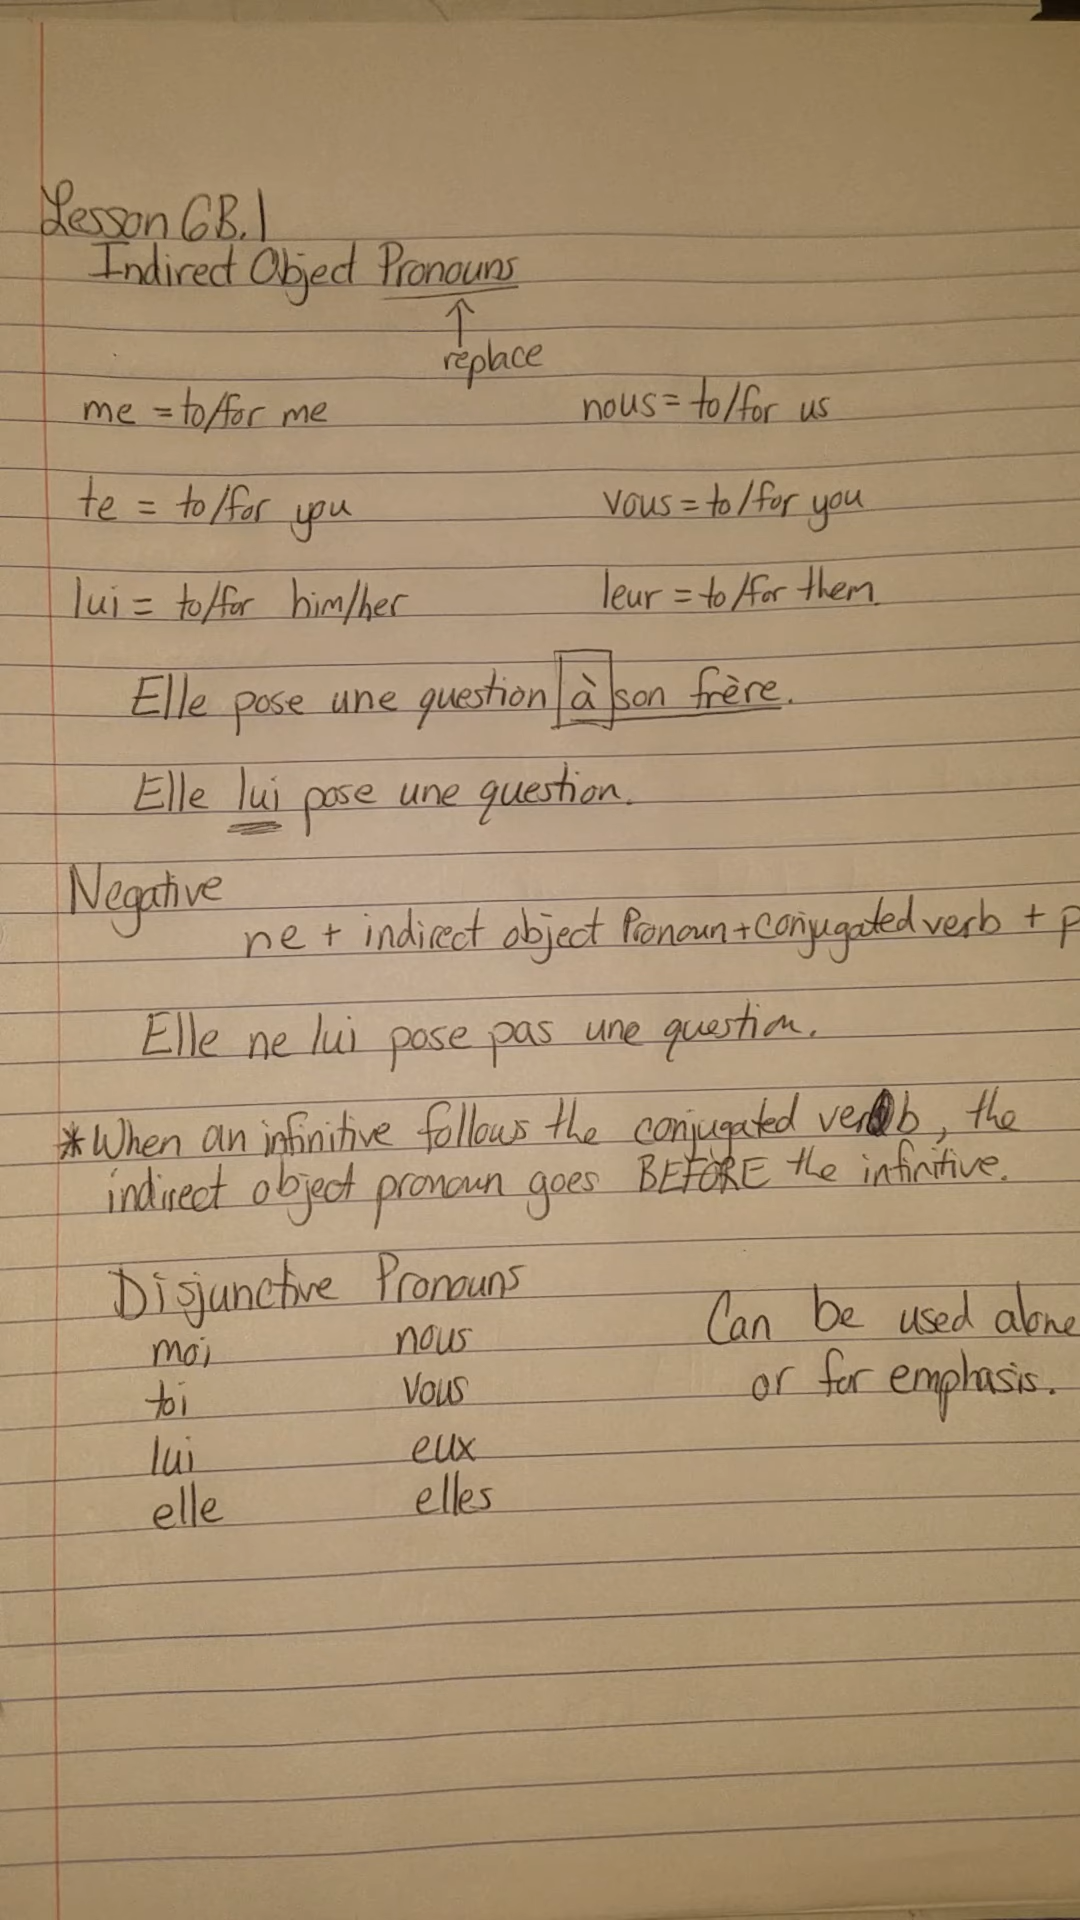 Lesson 6B.1
Indirect Object Pronouns
↑
replace
me = to/for me nous = to/for us
te = to/for you vous = to/for you
lui = to/for him/her leur = to/for them.
Elle pose une question à son frère.
Elle lui pose une question.
Negative
ne + indirect object Pronoun + conjugated verb + p
Elle ne lui pose pas une question.
*When an infinitive follows the conjugated verb, the
indirect object pronoun goes BEFORE the infinitive.
Disjunctive Pronouns
moi nous Can be used alone
toi vous or for emphasis.
lui eux
elle elles